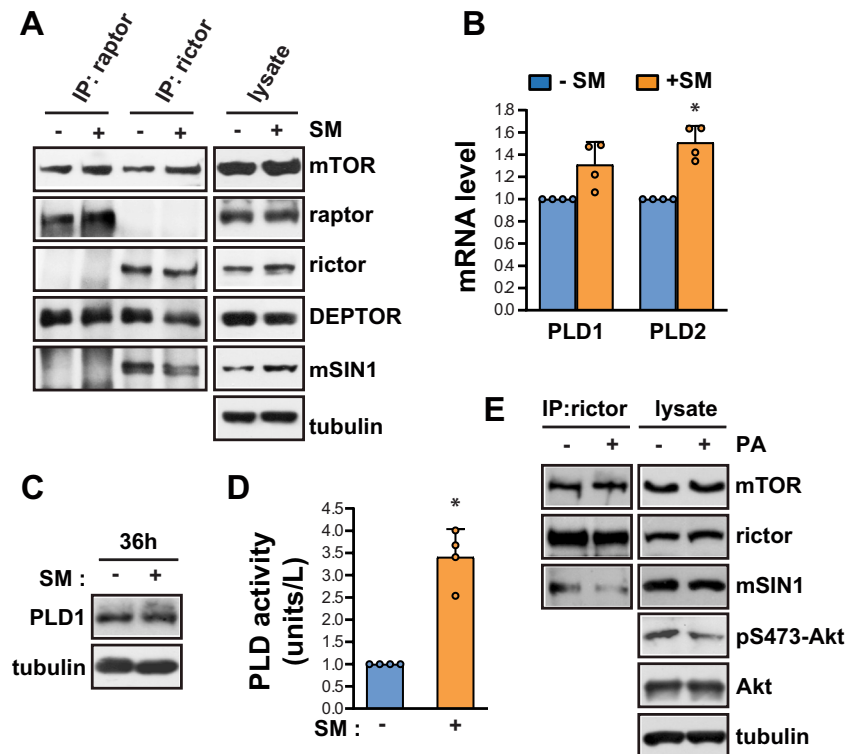 A
IP: raptor
IP: rictor
lysate
- + - + - + SM
mTOR
raptor
rictor
DEPTOR
mSIN1
tubulin
B
- SM +SM
*
mRNA level
1.8
1.6
1.4
1.2
1.0
0.8
0.6
0.4
0.2
0.0
PLD1 PLD2
C
36h
SM : - +
PLD1
tubulin
D
*
PLD activity
(units/L)
4.5
4.0
3.5
3.0
2.5
2.0
1.5
1.0
0.5
0.0
SM : - +
E
IP:rictor lysate
- + - + PA
mTOR
rictor
mSIN1
pS473-Akt
Akt
tubulin